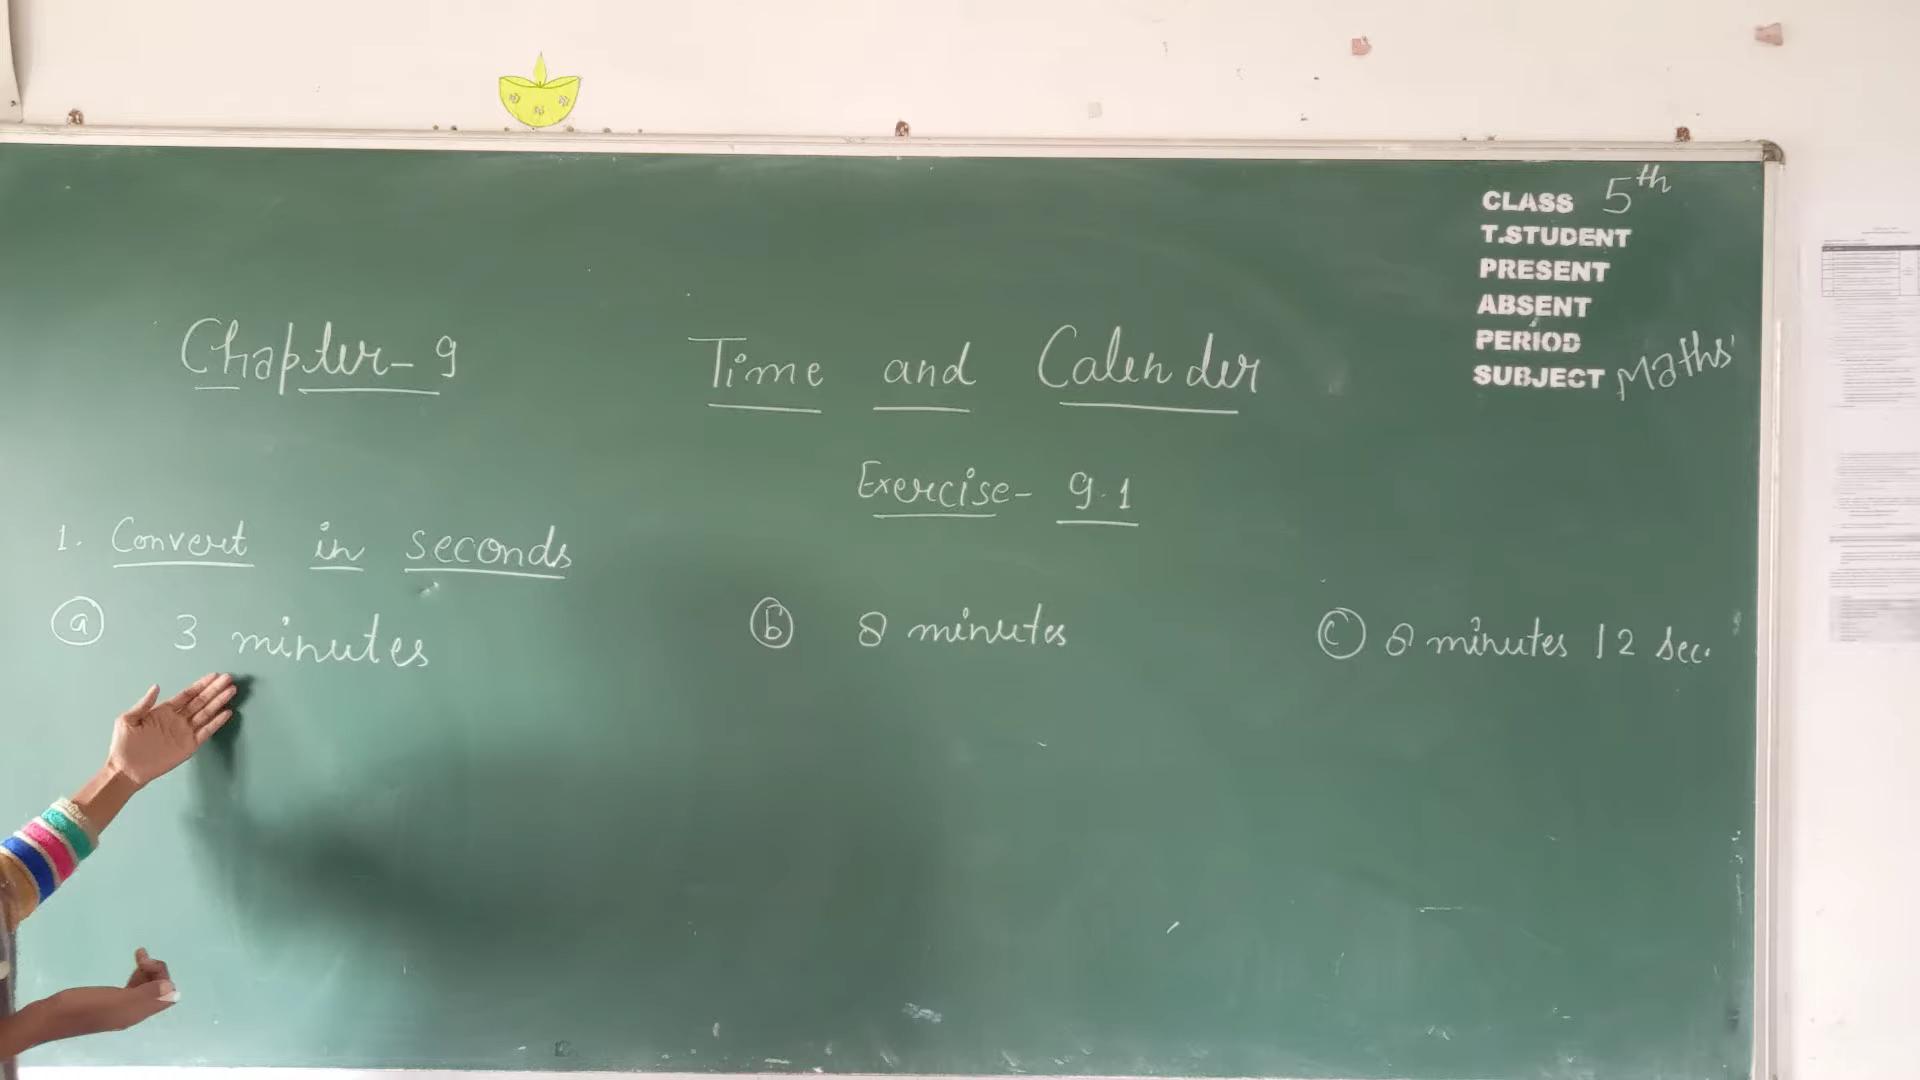 CLASS 5th
T.STUDENT
PRESENT
ABSENT
PERIOD
SUBJECT Maths
Chapter-9 Time and Calender
Exercise- 9.1
1. Convert in seconds
(a) 3 minutes (b) 8 minutes (c) 8 minutes 12 sec.